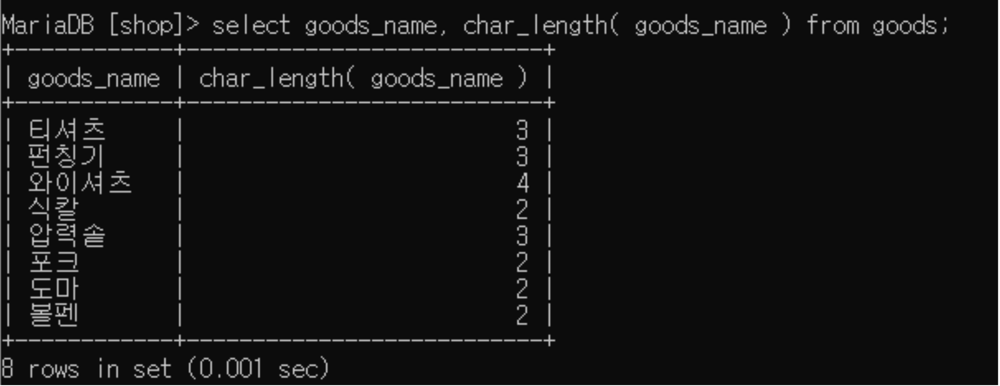 MariaDB [shop]> select goods_name, char_length( goods_name ) from goods;
+-------------+----------------------------+
| goods_name | char_length( goods_name ) |
+-------------+----------------------------+
| 티셔츠 | 3 |
| 펀칭기 | 3 |
| 와이셔츠 | 4 |
| 식칼 | 2 |
| 압력솥 | 3 |
| 포크 | 2 |
| 도마 | 2 |
| 볼펜 | 2 |
+-------------+----------------------------+
8 rows in set (0.001 sec)